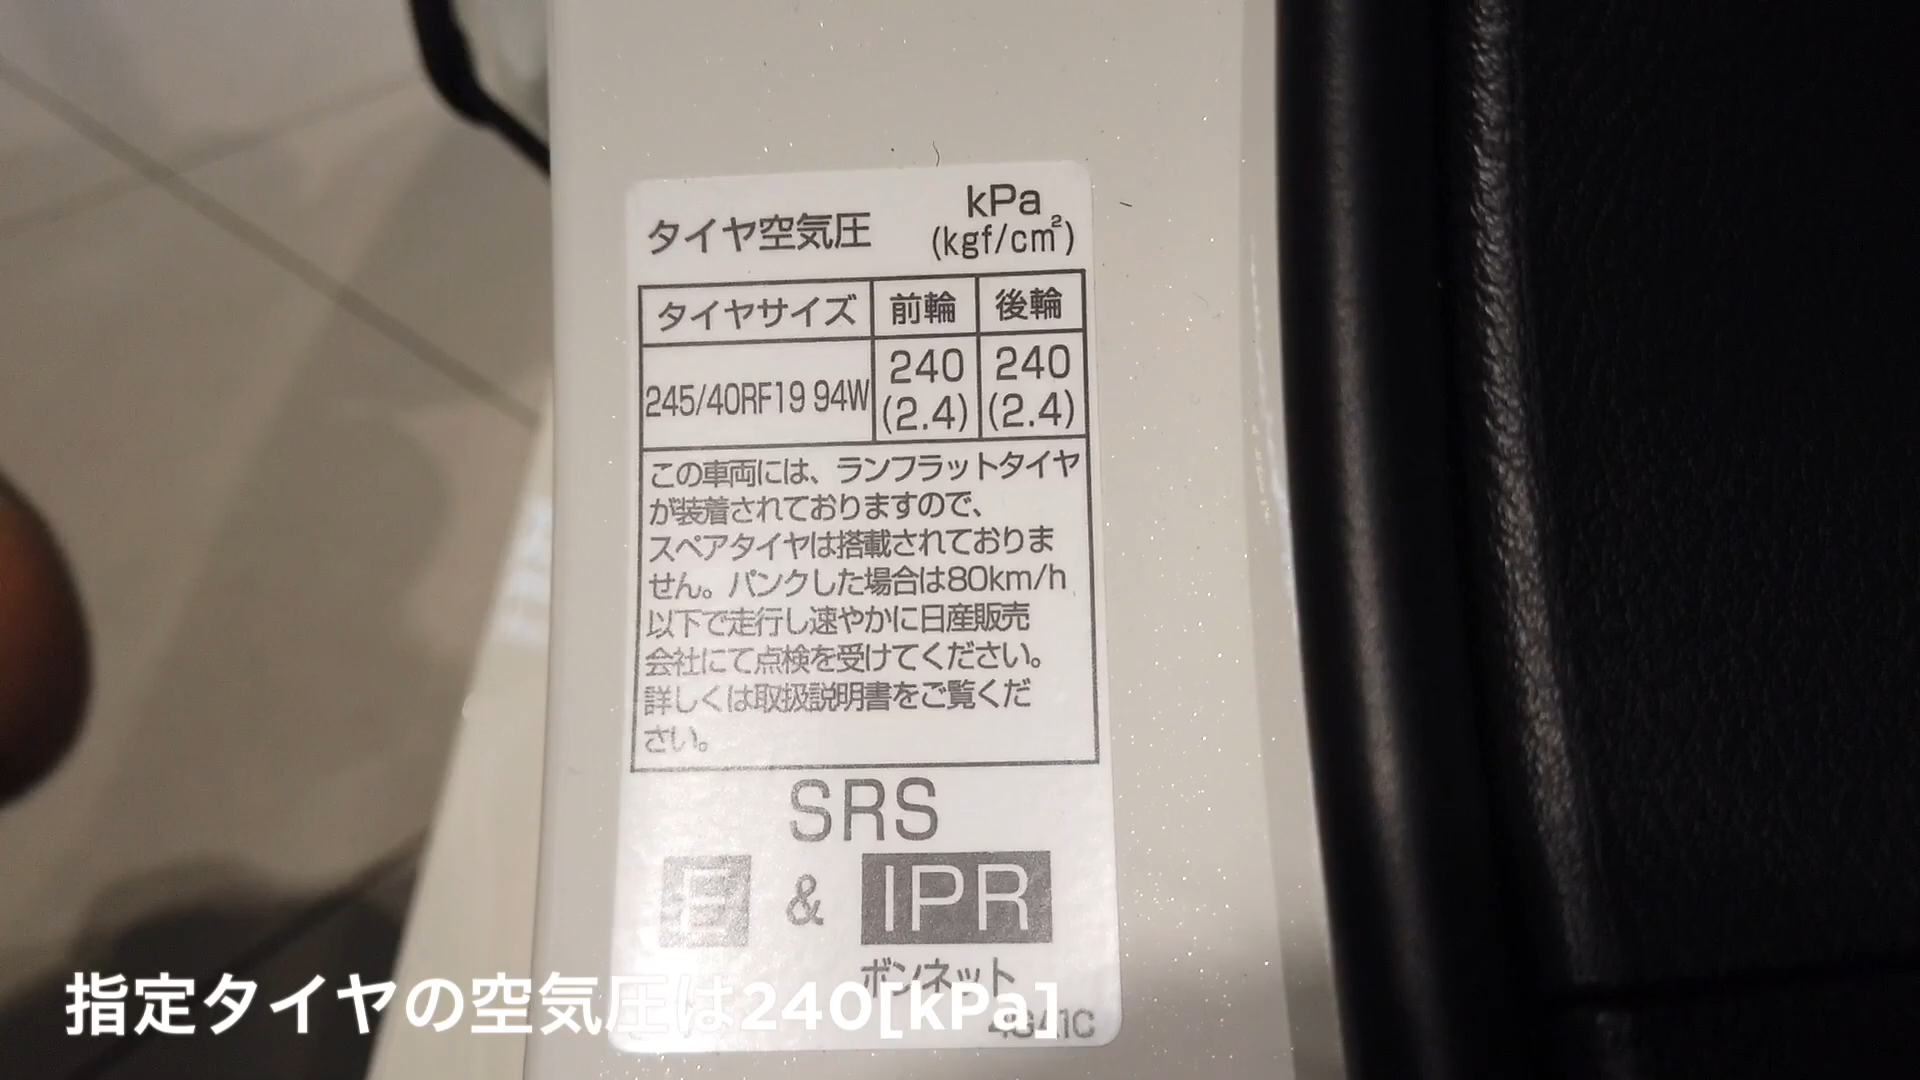 タイヤ空気圧
kPa
(kgf/cm²)
タイヤサイズ 前輪 後輪
245/40RF19 94W 240 (2.4) 240 (2.4)
この車両には、ランフラットタイヤ
が装着されておりますので、
スペアタイヤは搭載されておりま
せん。パンクした場合は80km/h
以下で走行し速やかに日産販売
会社にて点検を受けてください。
詳しくは取扱説明書をご覧くだ
さい。
SRS
E & IPR
ボンネット
指定タイヤの空気圧は240[kPa]